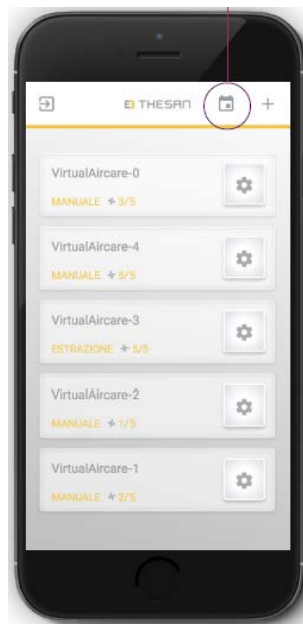 THESAN
VirtualAircare-0
MANUALE 3/5
VirtualAircare-4
MANUALE 5/5
VirtualAircare-3
ESTRAZIONE 5/5
VirtualAircare-2
MANUALE 1/5
VirtualAircare-1
MANUALE 2/5